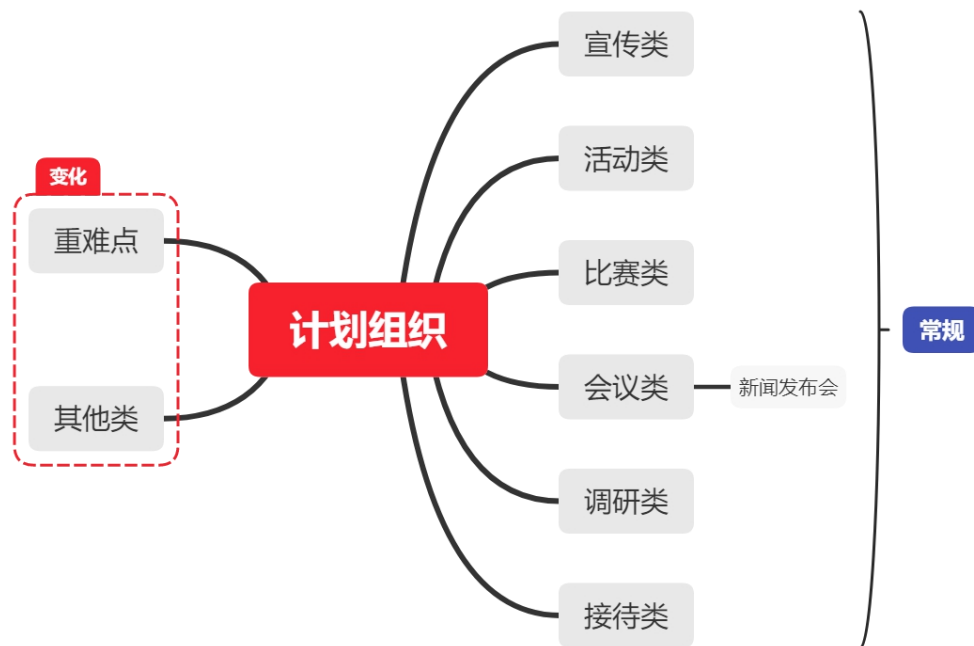 宣传类
活动类
变化
重难点
比赛类
计划组织
常规
会议类
新闻发布会
其他类
调研类
接待类